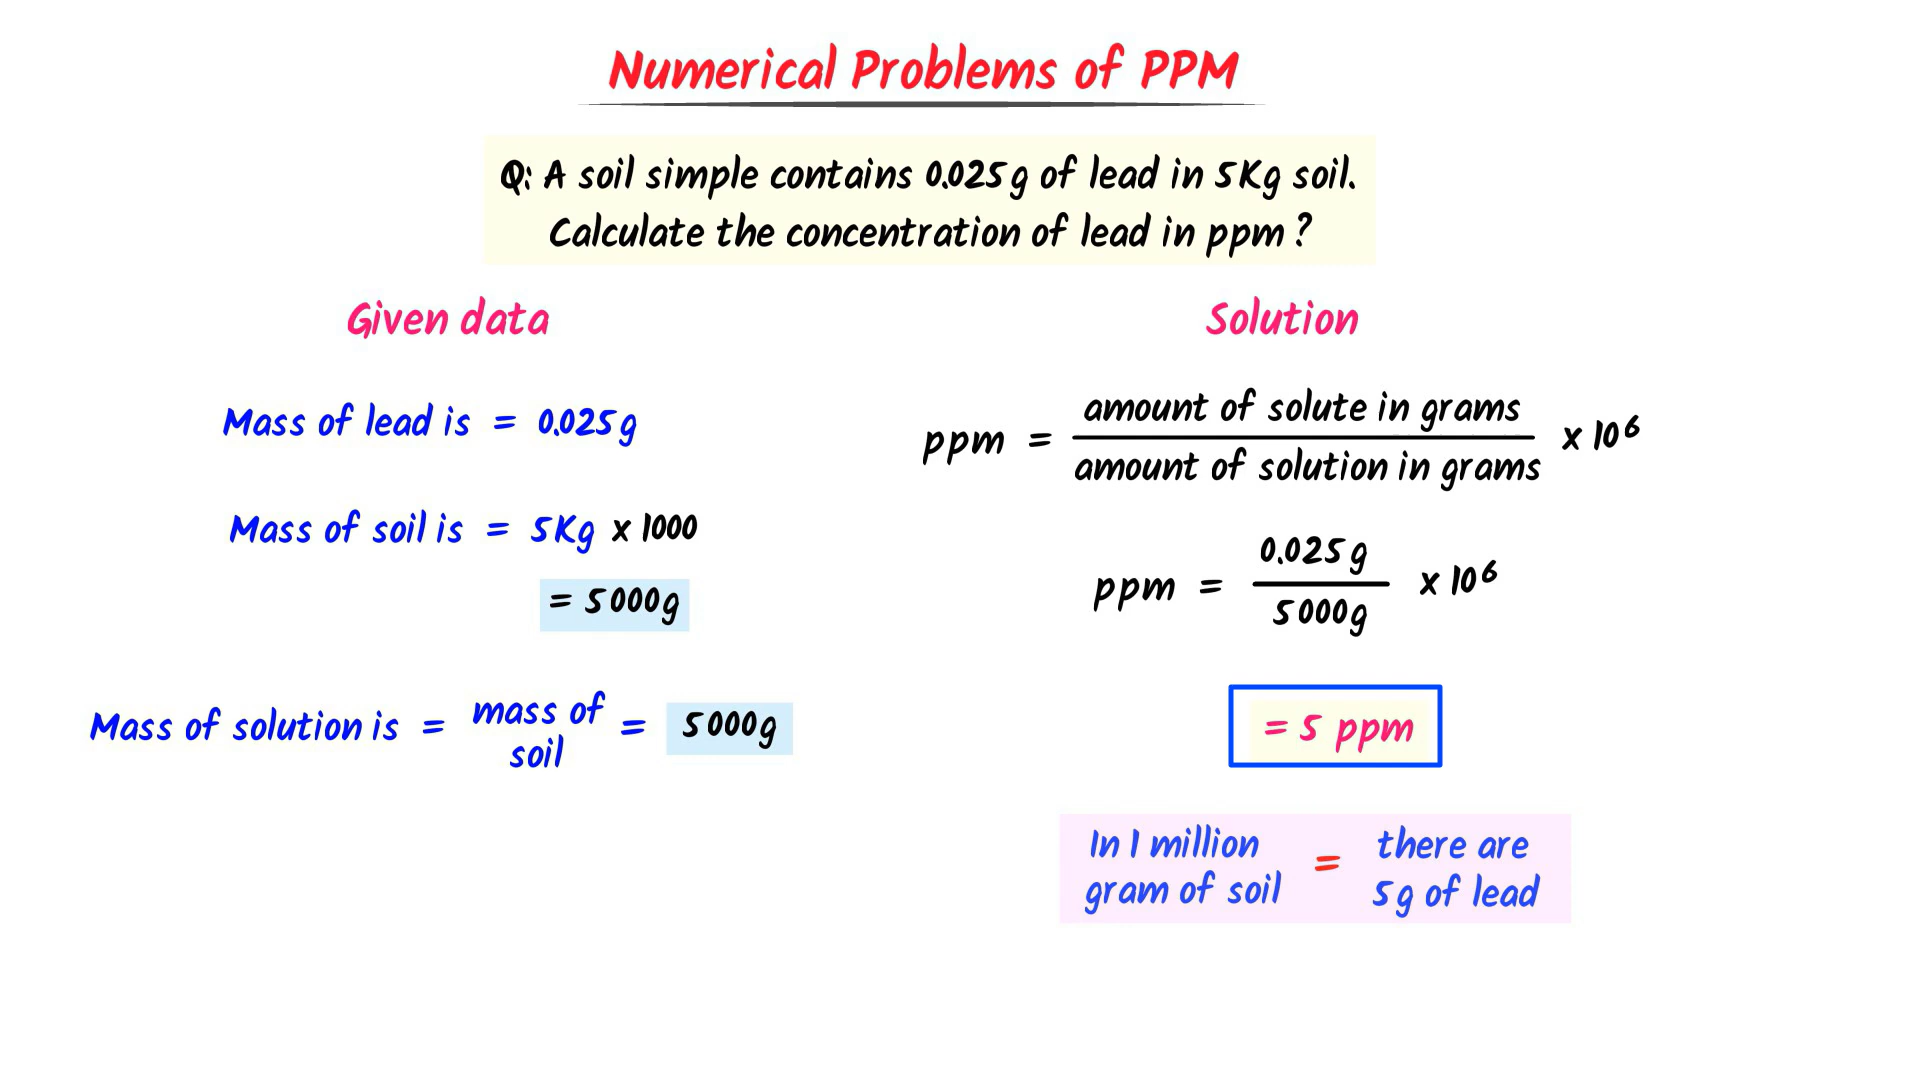 Numerical Problems of PPM
Q: A soil simple contains 0.025g of lead in 5Kg soil.
Calculate the concentration of lead in ppm ?
Given data
Mass of lead is = 0.025g
Mass of soil is = 5Kg x 1000
= 5000g
Mass of solution is = mass of soil = 5000g
Solution
ppm = amount of solute in grams / amount of solution in grams x 10⁶
ppm = 0.025g / 5000g x 10⁶
= 5 ppm
In 1 million gram of soil = there are 5g of lead